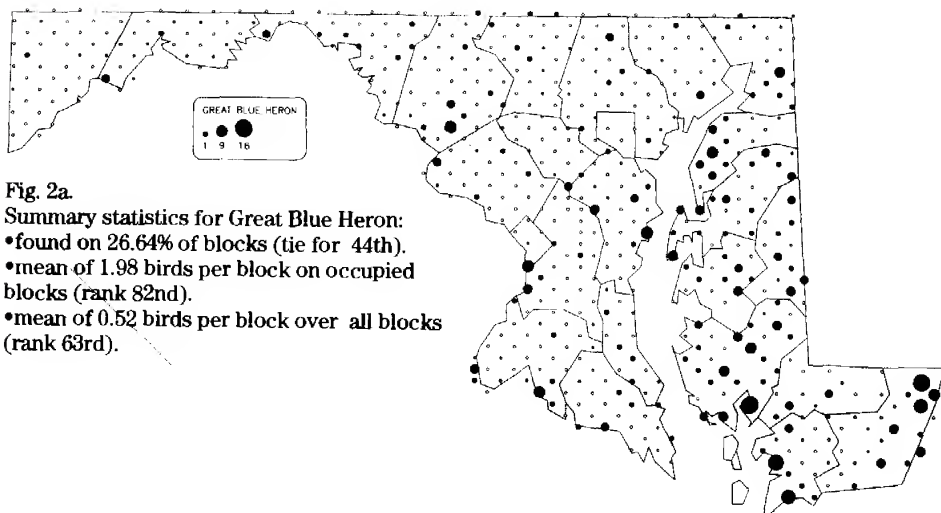 GREAT BLUE HERON
1 9 16
Fig. 2a.
Summary statistics for Great Blue Heron:
•found on 26.64% of blocks (tie for 44th).
•mean of 1.98 birds per block on occupied
blocks (rank 82nd).
•mean of 0.52 birds per block over all blocks
(rank 63rd).